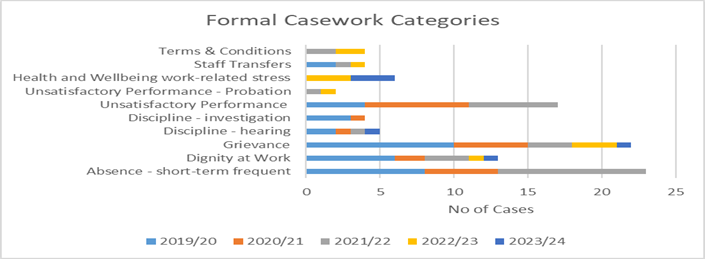 Formal Casework Categories
Terms & Conditions
Staff Transfers
Health and Wellbeing work-related stress
Unsatisfactory Performance - Probation
Unsatisfactory Performance
Discipline - investigation
Discipline - hearing
Grievance
Dignity at Work
Absence - short-term frequent
0 5 10 15 20 25
No of Cases
2019/20 2020/21 2021/22 2022/23 2023/24